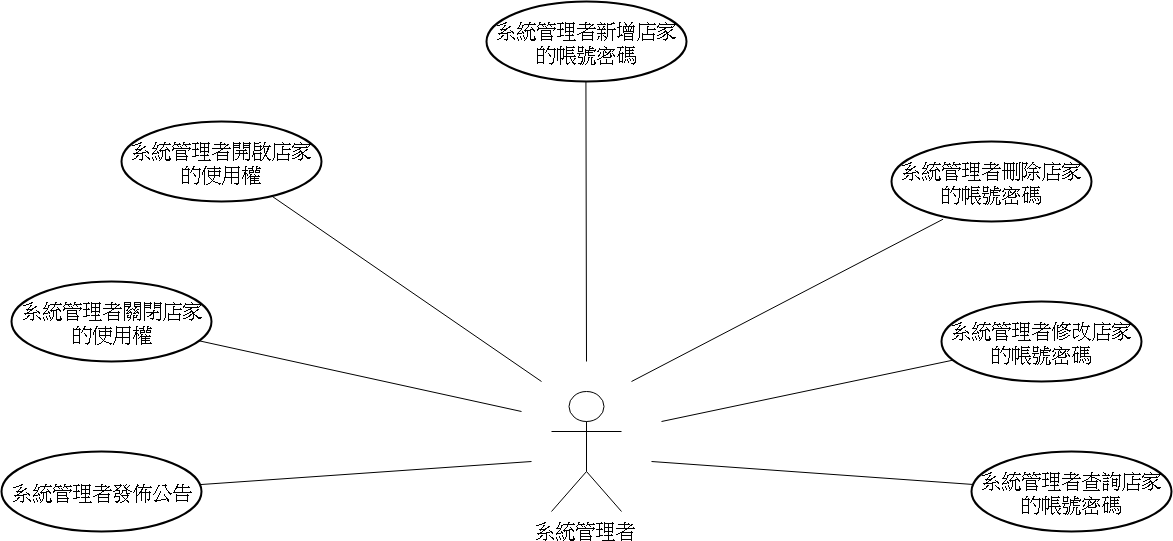 系統管理者新增店家
的帳號密碼
系統管理者開啟店家
的使用權
系統管理者刪除店家
的帳號密碼
系統管理者關閉店家
的使用權
系統管理者修改店家
的帳號密碼
系統管理者發佈公告
系統管理者查詢店家
的帳號密碼
系統管理者